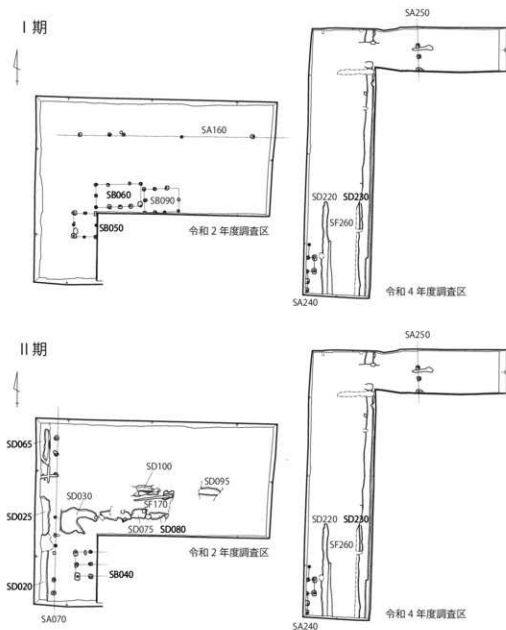 I期
SA250
SA160
SB060
SB090
SB050
令和2年度調査区
SD220
SD230
SF260
SA240
令和4年度調査区
II期
SA250
SD065
SD100
SD095
SD030
SF170
SD025
SD075
SD080
令和2年度調査区
SB040
SD020
SA070
SD220
SD230
SF260
SA240
令和4年度調査区